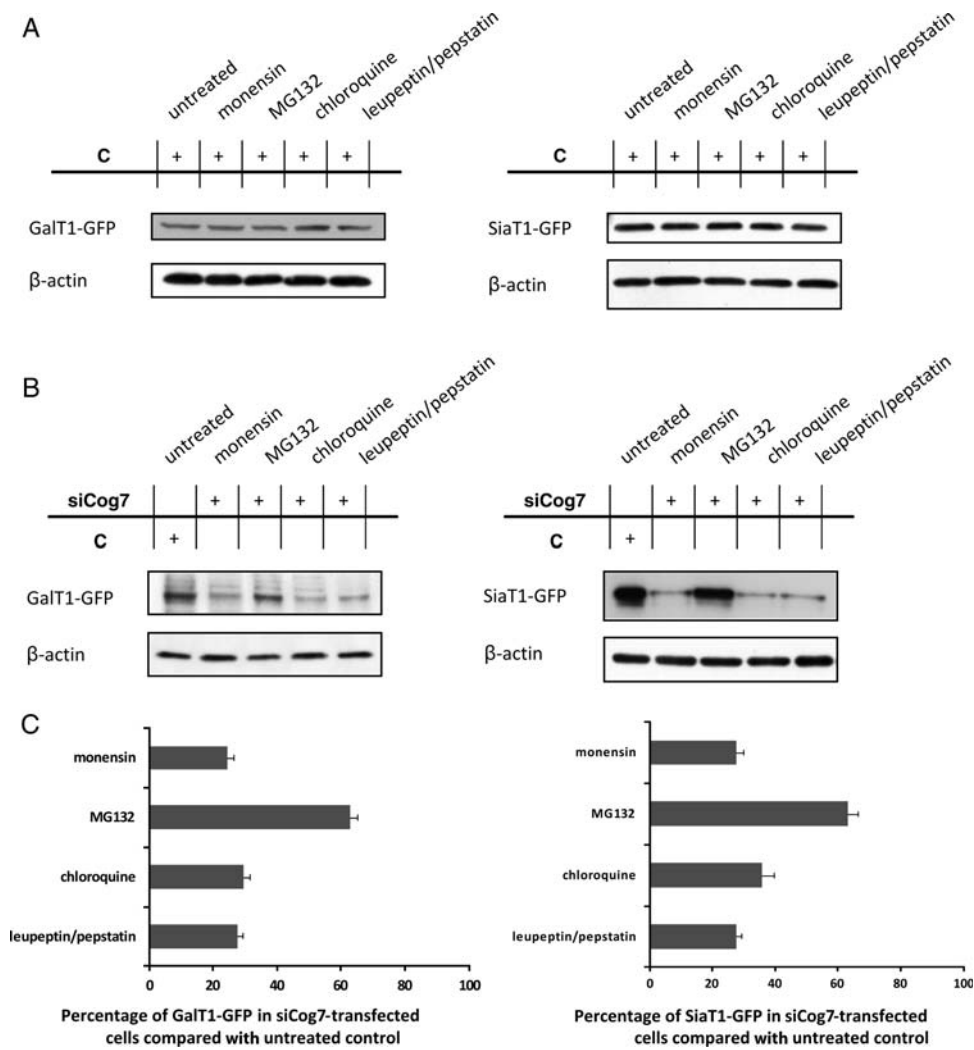 A
untreated
monensin
MG132
chloroquine
leupeptin/pepstatin
C + + + + +
GalT1-GFP
β-actin
untreated
monensin
MG132
chloroquine
leupeptin/pepstatin
C + + + + +
SiaT1-GFP
β-actin
B
untreated
monensin
MG132
chloroquine
leupeptin/pepstatin
siCog7 + + + +
C +
GalT1-GFP
β-actin
untreated
monensin
MG132
chloroquine
leupeptin/pepstatin
siCog7 + + + +
C +
SiaT1-GFP
β-actin
C
monensin
MG132
chloroquine
leupeptin/pepstatin
0 20 40 60 80 100
Percentage of GalT1-GFP in siCog7-transfected
cells compared with untreated control
monensin
MG132
chloroquine
leupeptin/pepstatin
0 20 40 60 80 100
Percentage of SiaT1-GFP in siCog7-transfected
cells compared with untreated control